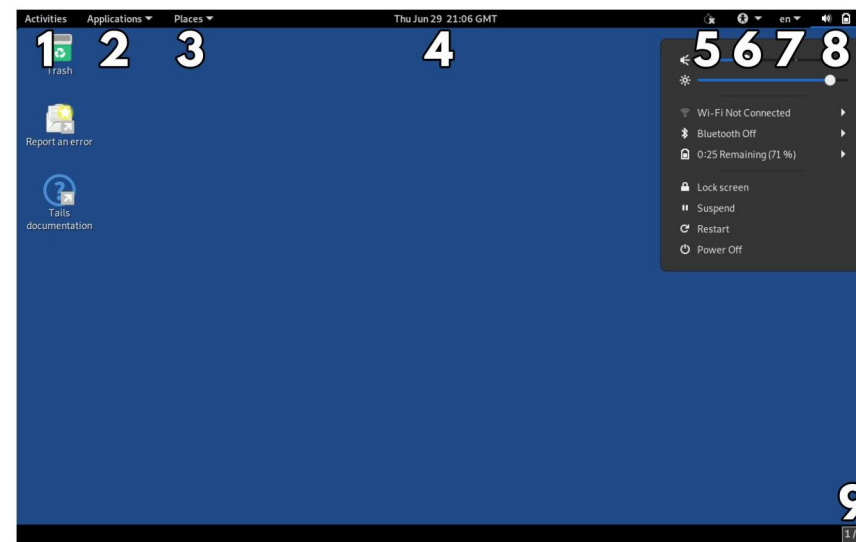 Activities Applications Places Thu Jun 29 21:06 GMT en
1 2 3 4 5 6 7 8
Trash
Report an error
Tails
documentation
Wi-Fi Not Connected
Bluetooth Off
0:25 Remaining (71 %)
Lock screen
Suspend
Restart
Power Off
9
1 /